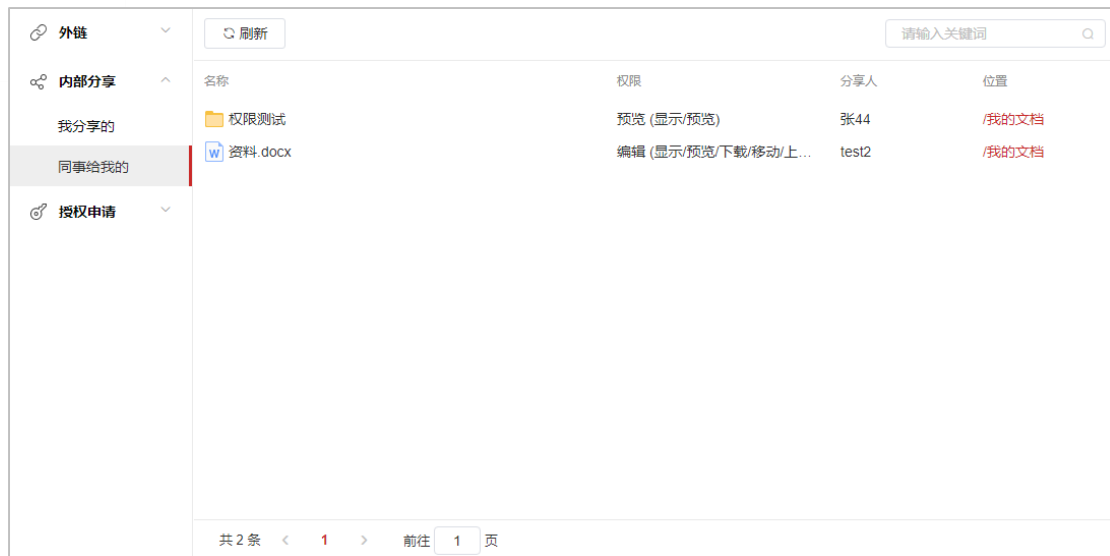 外链
内部分享
我分享的
同事给我的
授权申请
刷新
请输入关键词
名称 权限 分享人 位置
权限测试 预览 (显示/预览) 张44 /我的文档
资料.docx 编辑 (显示/预览/下载/移动/上... test2 /我的文档
共 2 条 < 1 > 前往 1 页